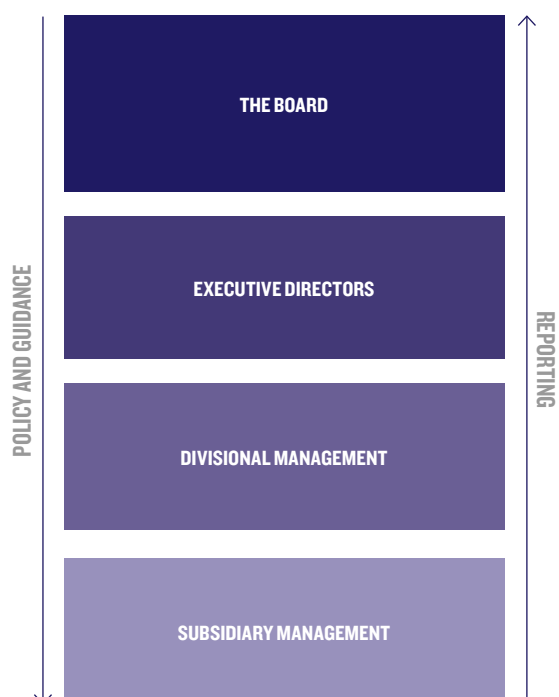 THE BOARD
EXECUTIVE DIRECTORS
POLICY AND GUIDANCE
REPORTING
DIVISIONAL MANAGEMENT
SUBSIDIARY MANAGEMENT